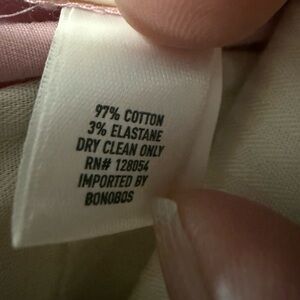 97% COTTON
3% ELASTANE
DRY CLEAN ONLY
RN# 128054
IMPORTED BY
BONOBOS